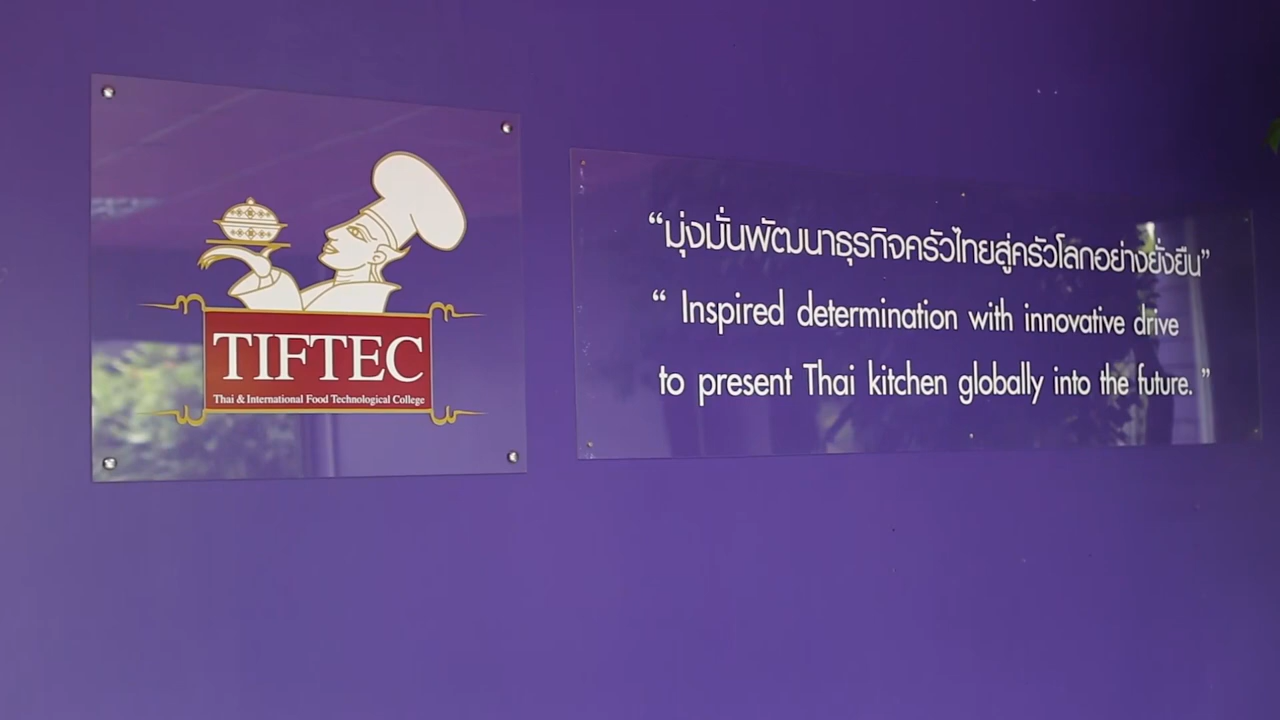 TIFTEC
Thai & International Food Technological College
“มุ่งมั่นพัฒนาธุรกิจครัวไทยสู่ครัวโลกอย่างยั่งยืน”
“ Inspired determination with innovative drive
to present Thai kitchen globally into the future. ”